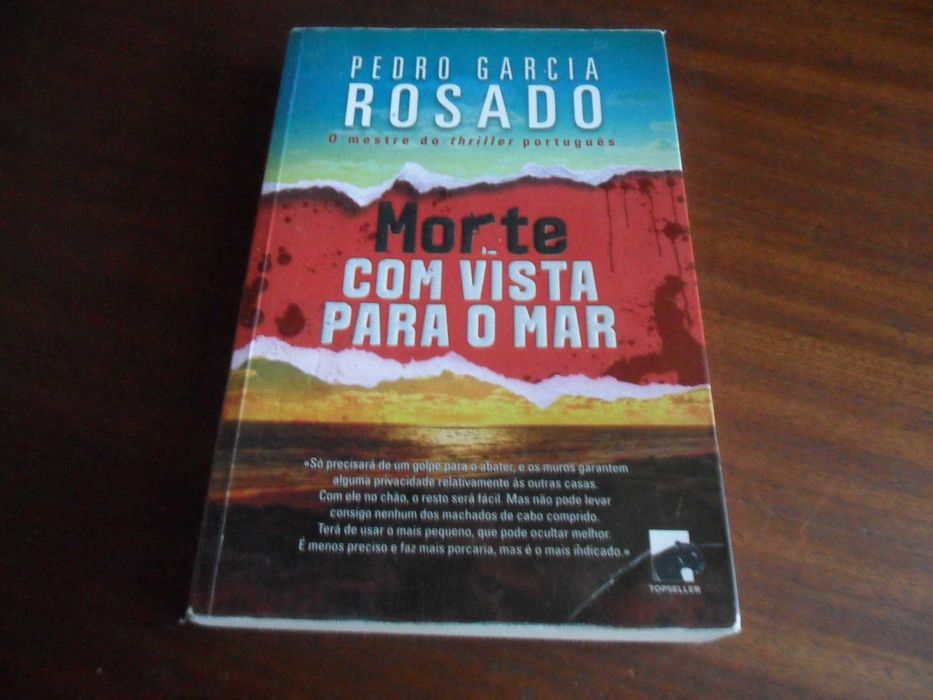 PEDRO GARCIA
ROSADO
O mestre do thriller português
Morte
COM VISTA
PARA O MAR
«Só precisará de um golpe para o abater, e os muros garantem
alguma privacidade relativamente às outras casas.
Com ele no chão, o resto será fácil. Mas não pode levar
consigo nenhum dos machados de cabo comprido.
Terá de usar o mais pequeno, que pode ocultar melhor.
É menos preciso e faz mais porcaria, mas é o mais indicado.»
TOPSELLER